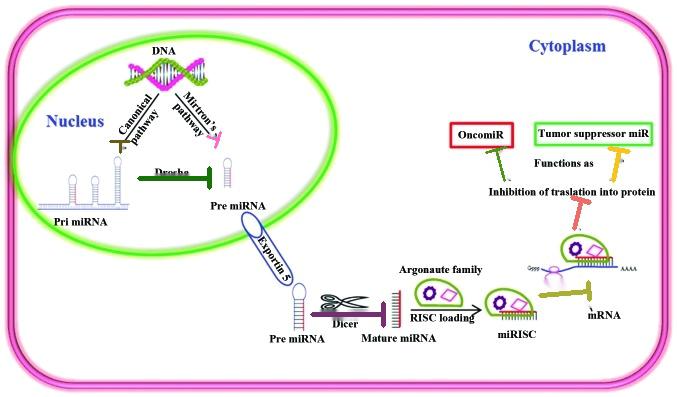 Cytoplasm
DNA
Nucleus
Canonical
pathway
Mirtron's
pathway
OncomiR
Tumor suppressor miR
Functions as
Drosha
Inhibition of traslation into protein
Pri miRNA
Pre miRNA
Exportin 5
Argonaute family
Gppp
AAAA
Dicer
RISC loading
mRNA
Pre miRNA
Mature miRNA
miRISC